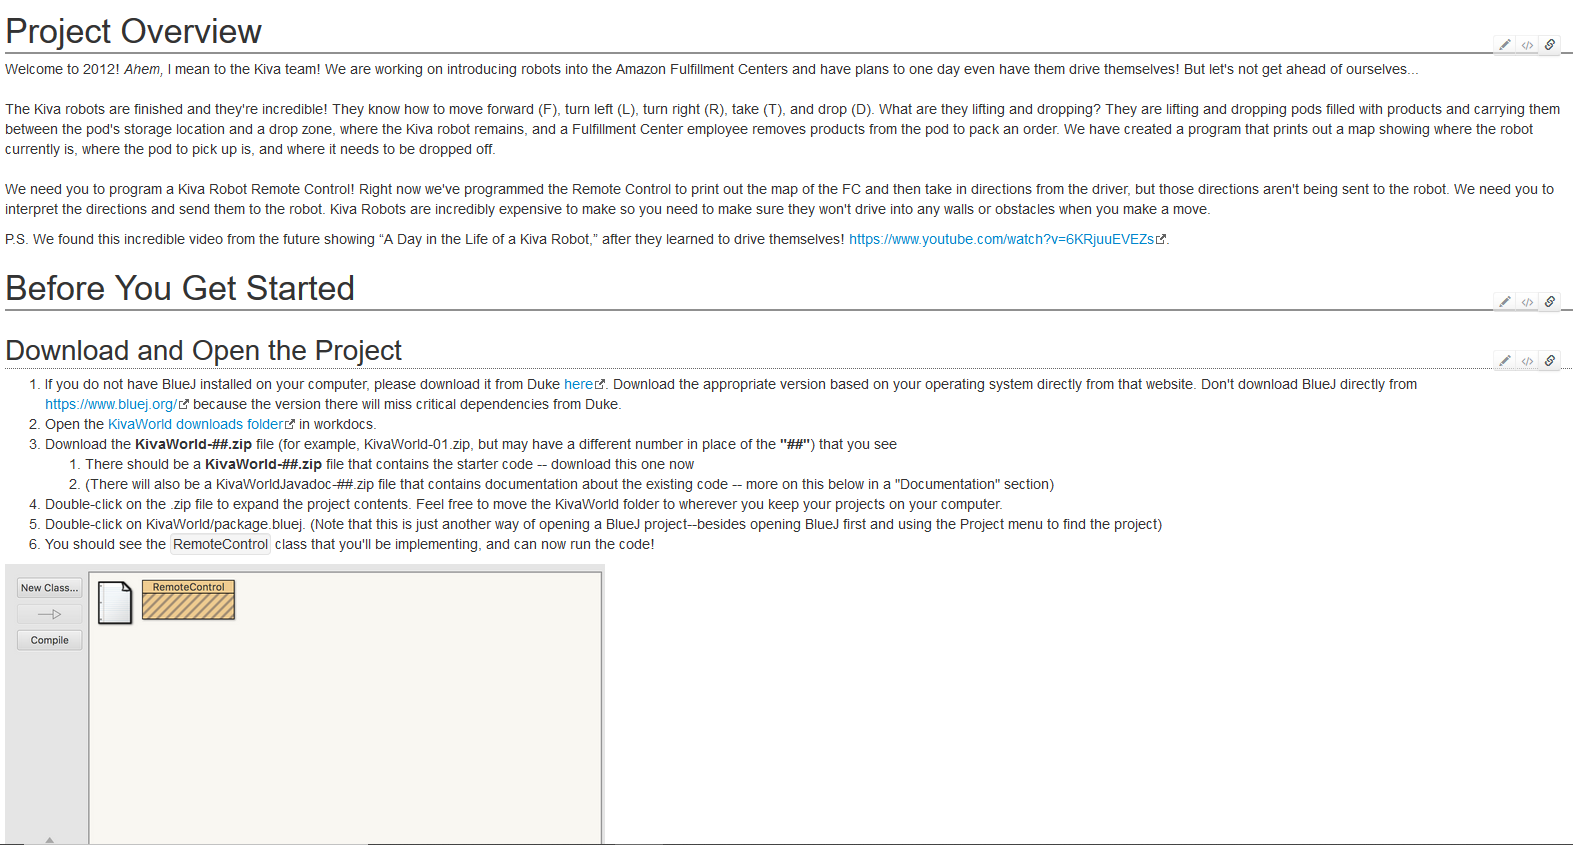 Project Overview
Welcome to 2012! Ahem, I mean to the Kiva team! We are working on introducing robots into the Amazon Fulfillment Centers and have plans to one day even have them drive themselves! But let's not get ahead of ourselves...
The Kiva robots are finished and they're incredible! They know how to move forward (F), turn left (L), turn right (R), take (T), and drop (D). What are they lifting and dropping? They are lifting and dropping pods filled with products and carrying them
between the pod's storage location and a drop zone, where the Kiva robot remains, and a Fulfillment Center employee removes products from the pod to pack an order. We have created a program that prints out a map showing where the robot
currently is, where the pod to pick up is, and where it needs to be dropped off.
We need you to program a Kiva Robot Remote Control! Right now we've programmed the Remote Control to print out the map of the FC and then take in directions from the driver, but those directions aren't being sent to the robot. We need you to
interpret the directions and send them to the robot. Kiva Robots are incredibly expensive to make so you need to make sure they won't drive into any walls or obstacles when you make a move.
P.S. We found this incredible video from the future showing “A Day in the Life of a Kiva Robot,” after they learned to drive themselves! https://www.youtube.com/watch?v=6KRjuuEVEZs.
Before You Get Started
Download and Open the Project
1. If you do not have BlueJ installed on your computer, please download it from Duke here. Download the appropriate version based on your operating system directly from that website. Don't download BlueJ directly from
https://www.bluej.org/ because the version there will miss critical dependencies from Duke.
2. Open the KivaWorld downloads folder in workdocs.
3. Download the KivaWorld-##.zip file (for example, KivaWorld-01.zip, but may have a different number in place of the "##") that you see
1. There should be a KivaWorld-##.zip file that contains the starter code -- download this one now
2. (There will also be a KivaWorldJavadoc-##.zip file that contains documentation about the existing code -- more on this below in a "Documentation" section)
4. Double-click on the .zip file to expand the project contents. Feel free to move the KivaWorld folder to wherever you keep your projects on your computer.
5. Double-click on KivaWorld/package.bluej. (Note that this is just another way of opening a BlueJ project--besides opening BlueJ first and using the Project menu to find the project)
6. You should see the RemoteControl class that you'll be implementing, and can now run the code!
New Class...
RemoteControl
Compile